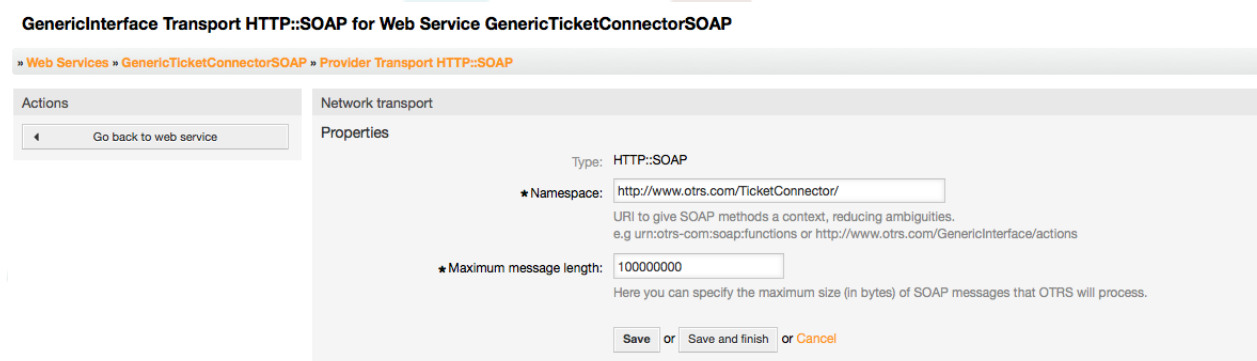 GenericInterface Transport HTTP::SOAP for Web Service GenericTicketConnectorSOAP
» Web Services » GenericTicketConnectorSOAP » Provider Transport HTTP::SOAP
Actions
Go back to web service
Network transport
Properties
Type: HTTP::SOAP
★ Namespace: http://www.otrs.com/TicketConnector/
URI to give SOAP methods a context, reducing ambiguities.
e.g urn:otrs-com:soap:functions or http://www.otrs.com/GenericInterface/actions
★ Maximum message length: 100000000
Here you can specify the maximum size (in bytes) of SOAP messages that OTRS will process.
Save or Save and finish or Cancel